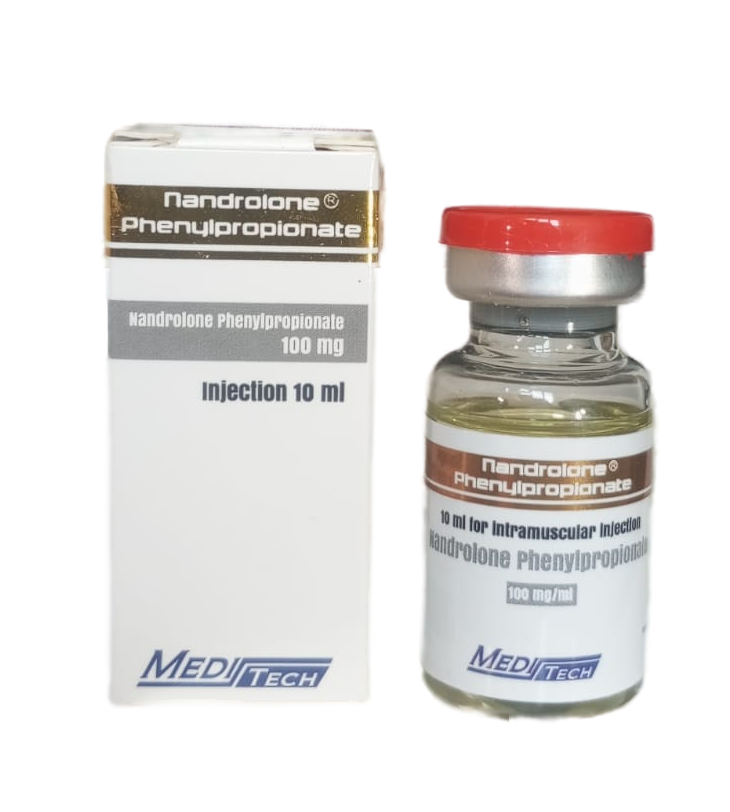 Nandrolone®
Phenylpropionate
Nandrolone Phenylpropionate
100 mg
Injection 10 ml
MEDITECH
Nandrolone®
Phenylpropionate
10 ml for Intramuscular Injection
Nandrolone Phenylpropionate
100 mg/ml
MEDITECH